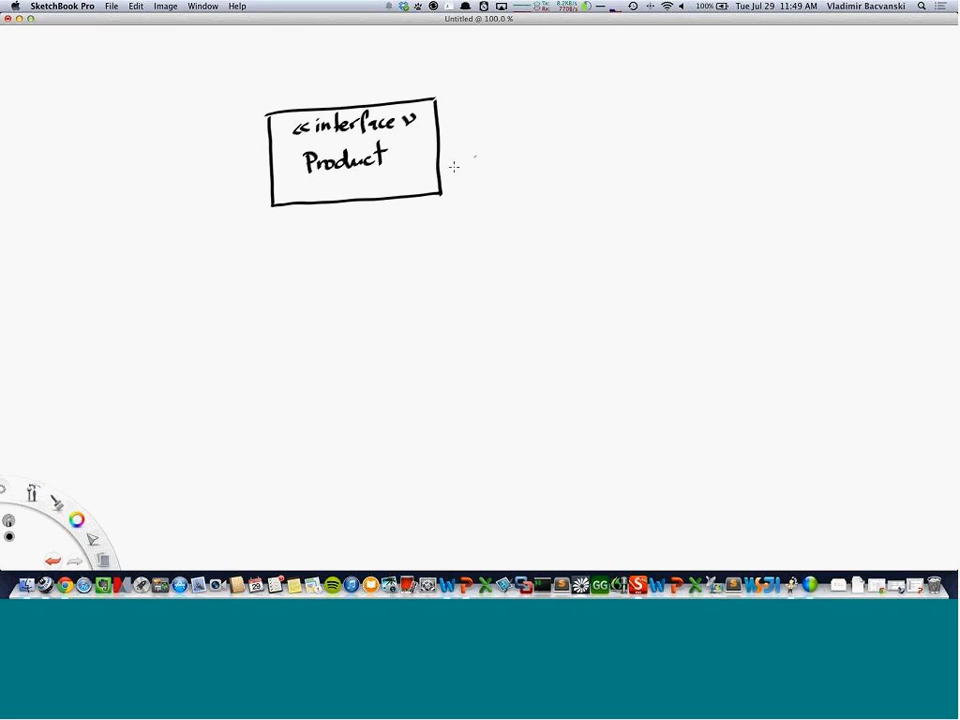 SketchBook Pro File Edit Image Window Help 100% Tue Jul 29 11:49 AM Vladimir Bacvanski
Untitled @ 100.0 %
«interface»
Product